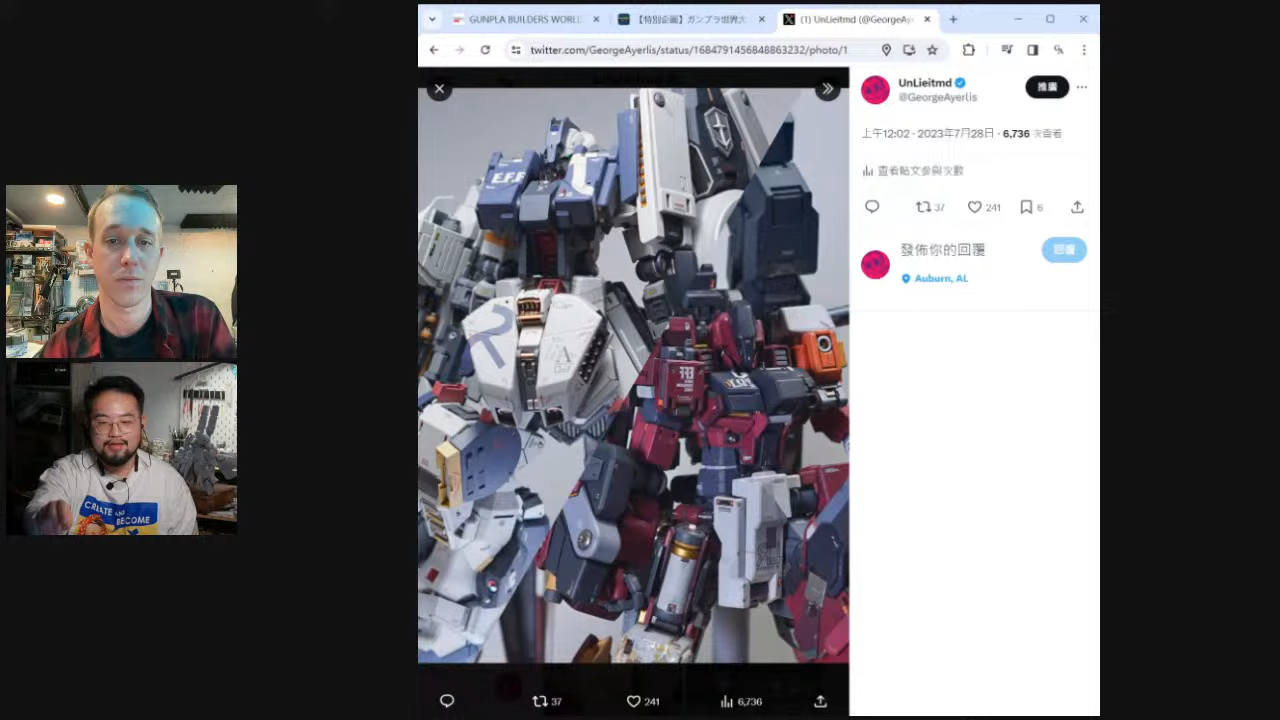 GUNPLA BUILDERS WORLD
【特別企画】ガンプラ世界大
(1) UnLieitmd (@GeorgeAy
twitter.com/GeorgeAyerlis/status/1684791456848863232/photo/1
UnLieitmd
@GeorgeAyerlis
推廣
上午12:02 · 2023年7月28日 · 6,736 次查看
查看貼文參與次數
37
241
6
發佈你的回覆
回覆
Auburn, AL
E.F.F
R
CREATE AND
BECOME
37
241
6,736